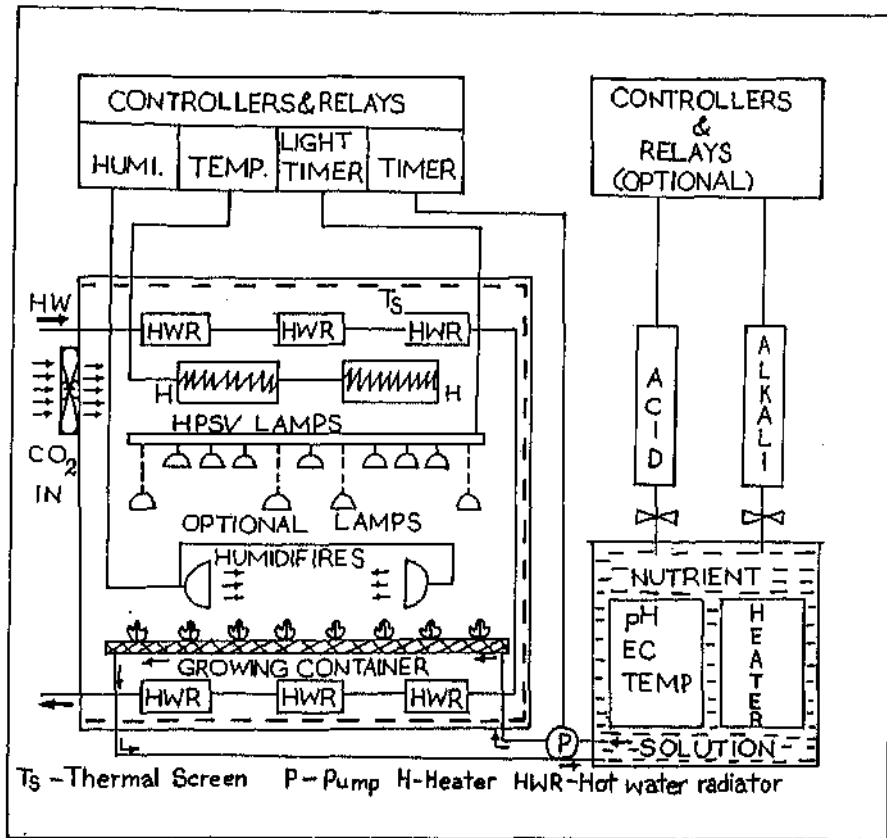 CONTROLLERS&RELAYS
HUMI. TEMP. LIGHT TIMER TIMER
CONTROLLERS
&
RELAYS
(OPTIONAL)
HW
TS
HWR HWR HWR
H H
HPSV LAMPS
CO2
IN
OPTIONAL LAMPS
HUMIDIFIRES
GROWING CONTAINER
HWR HWR HWR
ACID
ALKALI
NUTRIENT
pH
EC
TEMP
HEATER
SOLUTION
P
TS -Thermal Screen P-Pump H-Heater HWR-Hot water radiator